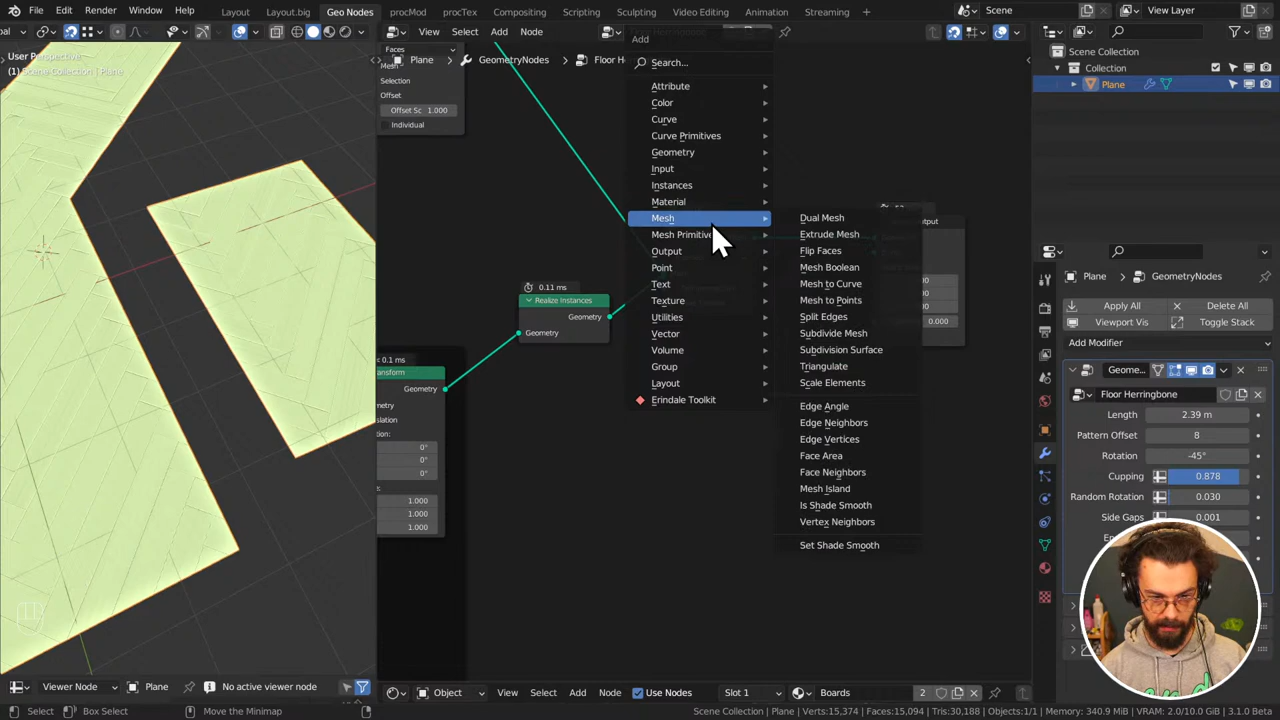 File Edit Render Window Help Layout Layout.big Geo Nodes procMod procTex Compositing Scripting Sculpting Video Editing Animation Streaming Scene View Layer
View Select Add Node
User Perspective
(1) Scene Collection | Plane
Faces
Mesh
Selection
Offset
Offset Sc 1.000
Individual
Plane > GeometryNodes > Floor
Add
Search...
Attribute
Color
Curve
Curve Primitives
Geometry
Input
Instances
Material
Mesh
Mesh Primitive
Output
Point
Text
Texture
Utilities
Vector
Volume
Group
Layout
Erindale Toolkit
Dual Mesh
Extrude Mesh
Flip Faces
Mesh Boolean
Mesh to Curve
Mesh to Points
Split Edges
Subdivide Mesh
Subdivision Surface
Triangulate
Scale Elements
Edge Angle
Edge Neighbors
Edge Vertices
Face Area
Face Neighbors
Mesh Island
Is Shade Smooth
Vertex Neighbors
Set Shade Smooth
0.11 ms
Realize Instances
Geometry
Geometry
0.000
< 0.1 ms
Geometry
0°
0°
0°
1.000
1.000
1.000
Scene Collection
Collection
Plane
Plane > GeometryNodes
Apply All Delete All
Viewport Vis Toggle Stack
Add Modifier
Geome...
Floor Herringbone
Length 2.39 m
Pattern Offset 8
Rotation -45°
Cupping 0.878
Random Rotation 0.030
Side Gaps 0.001
Viewer Node Plane No active viewer node
Object View Select Add Node Use Nodes Slot 1 Boards 2
Select Box Select Move the Minimap Scene Collection | Plane | Verts:15,374 | Faces:15,094 | Tris:30,188 | Objects:1/1 | Memory: 340.9 MiB | VRAM: 2.0/10.0 GiB | 3.1.0 Beta